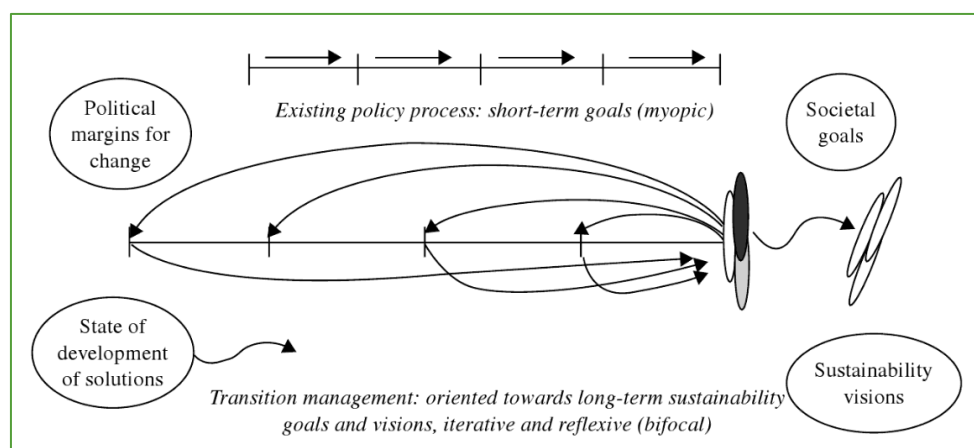 Political
margins for
change
Existing policy process: short-term goals (myopic)
Societal
goals
State of
development
of solutions
Transition management: oriented towards long-term sustainability
goals and visions, iterative and reflexive (bifocal)
Sustainability
visions